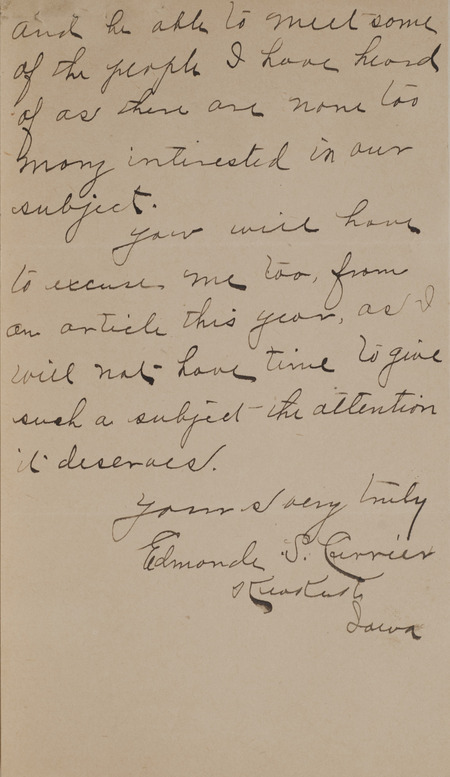 and be able to meet some
of the people I have heard
of as there are none too
many interested in our
subject.
You will have
to excuse me too, from
an article this year, as I
will not have time to give
such a subject the attention
it deserves.
Yours very truly
Edmonde S. Currier
Keokuk
Iowa